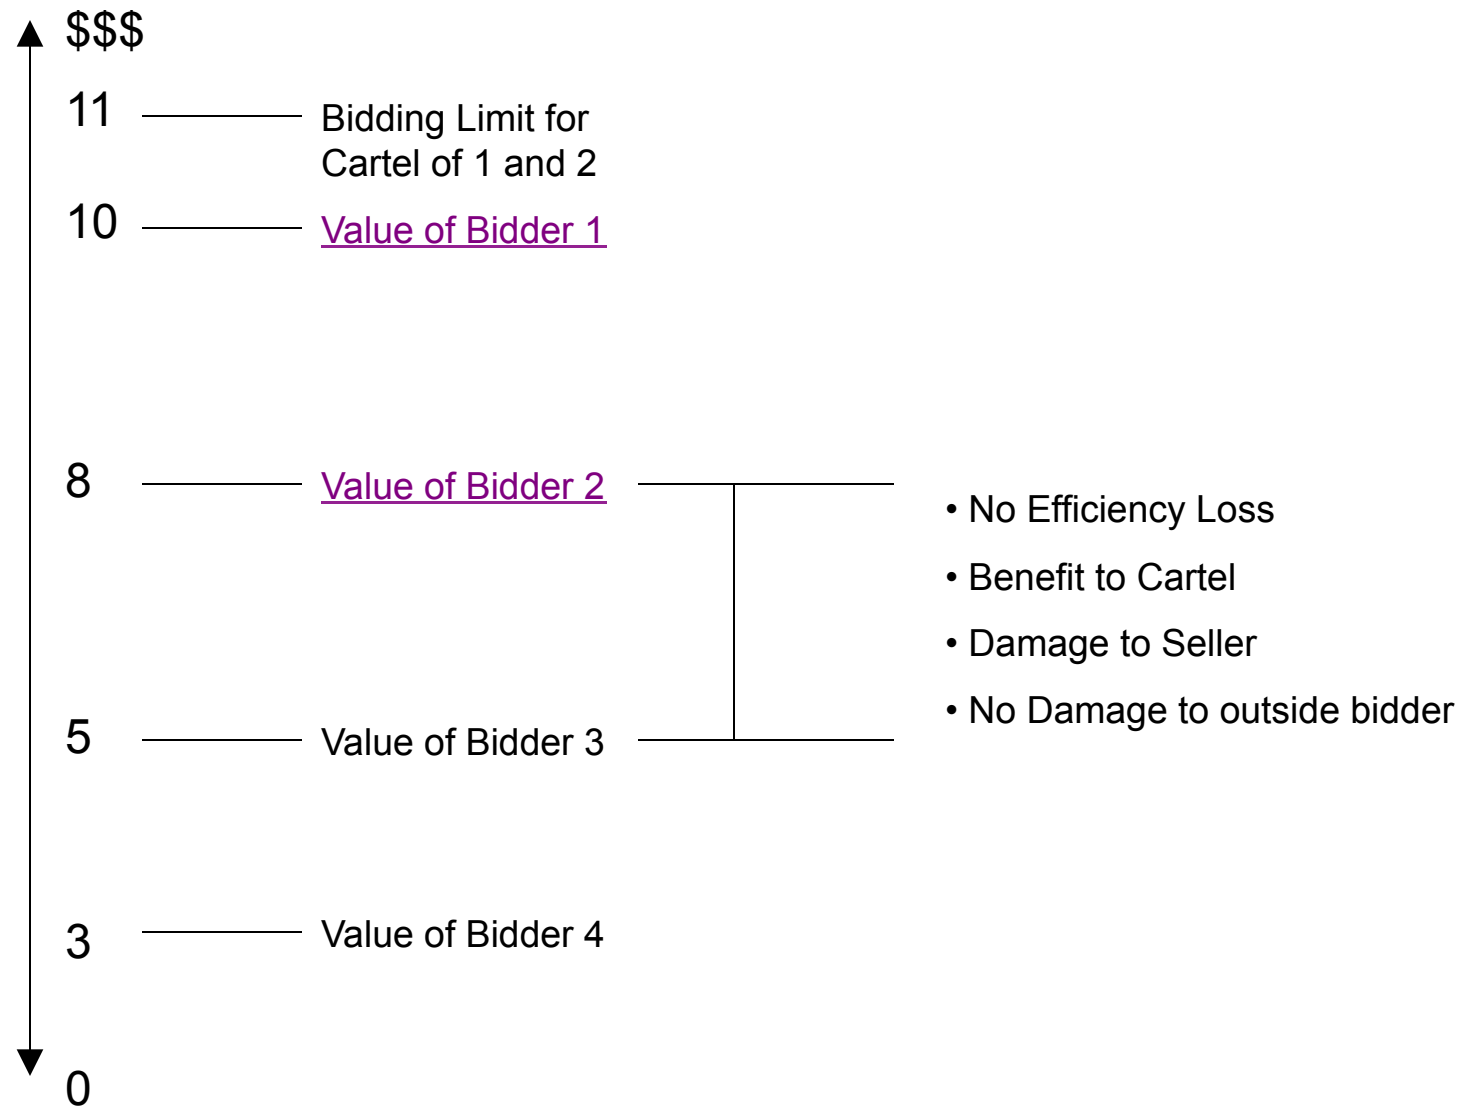 $$$
11
Bidding Limit for
Cartel of 1 and 2
10
Value of Bidder 1
8
Value of Bidder 2
• No Efficiency Loss
• Benefit to Cartel
• Damage to Seller
• No Damage to outside bidder
5
Value of Bidder 3
3
Value of Bidder 4
0